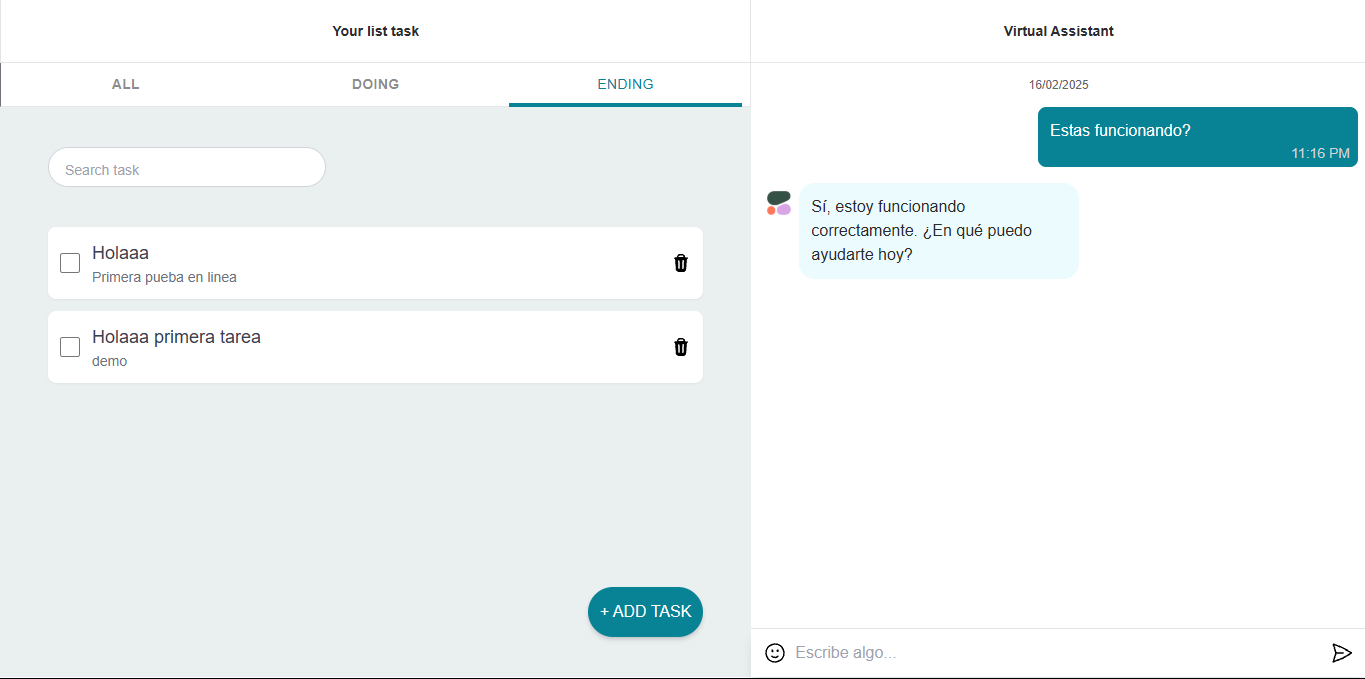 Your list task
Virtual Assistant
ALL
DOING
ENDING
Search task
Holaaa
Primera pueba en linea
Holaaa primera tarea
demo
+ ADD TASK
16/02/2025
Estas funcionando?
11:16 PM
Sí, estoy funcionando
correctamente. ¿En qué puedo
ayudarte hoy?
Escribe algo...